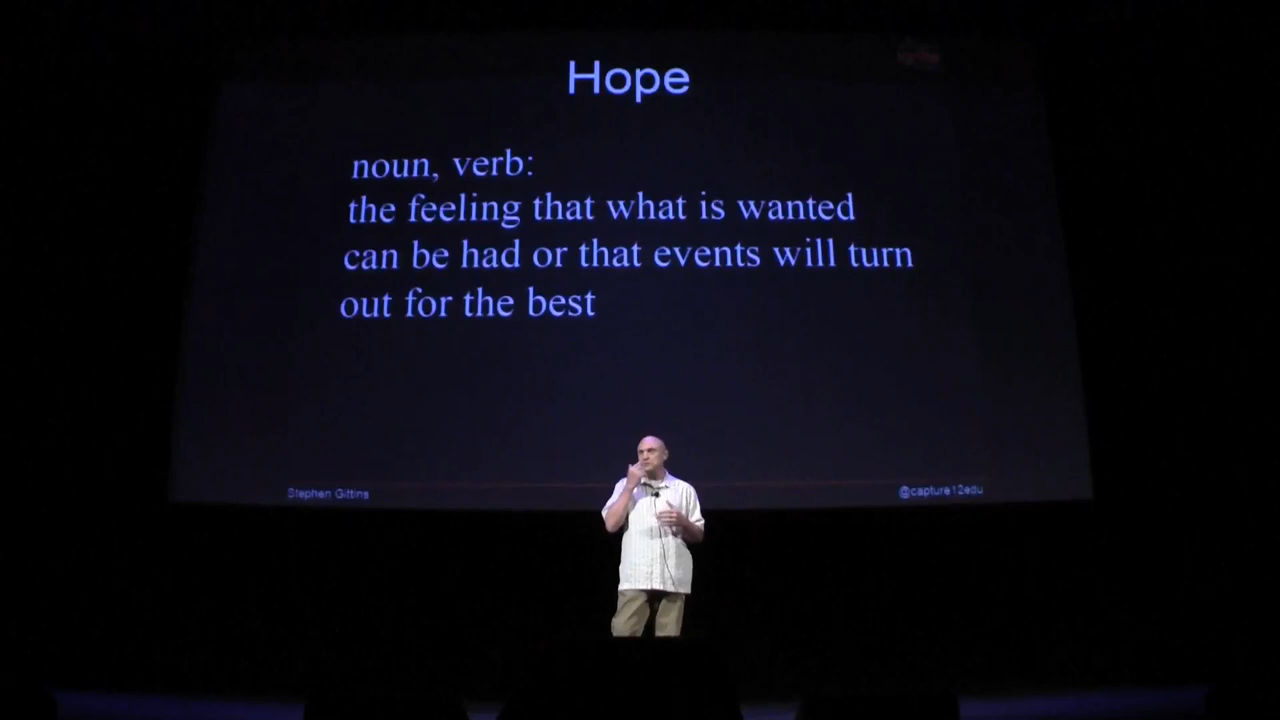 Hope
noun, verb:
the feeling that what is wanted
can be had or that events will turn
out for the best
Stephen Gittins
@capture12edu